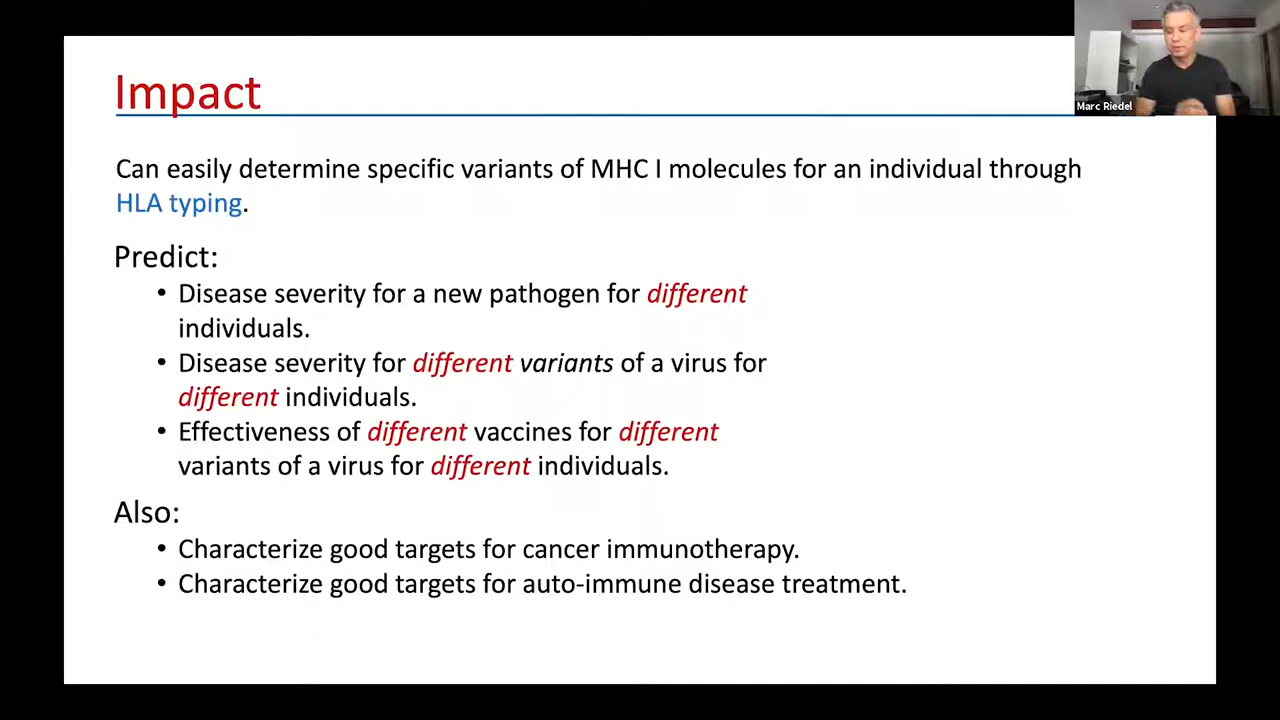 Impact
Marc Riedel
Can easily determine specific variants of MHC I molecules for an individual through
HLA typing.
Predict:
• Disease severity for a new pathogen for different
individuals.
• Disease severity for different variants of a virus for
different individuals.
• Effectiveness of different vaccines for different
variants of a virus for different individuals.
Also:
• Characterize good targets for cancer immunotherapy.
• Characterize good targets for auto-immune disease treatment.